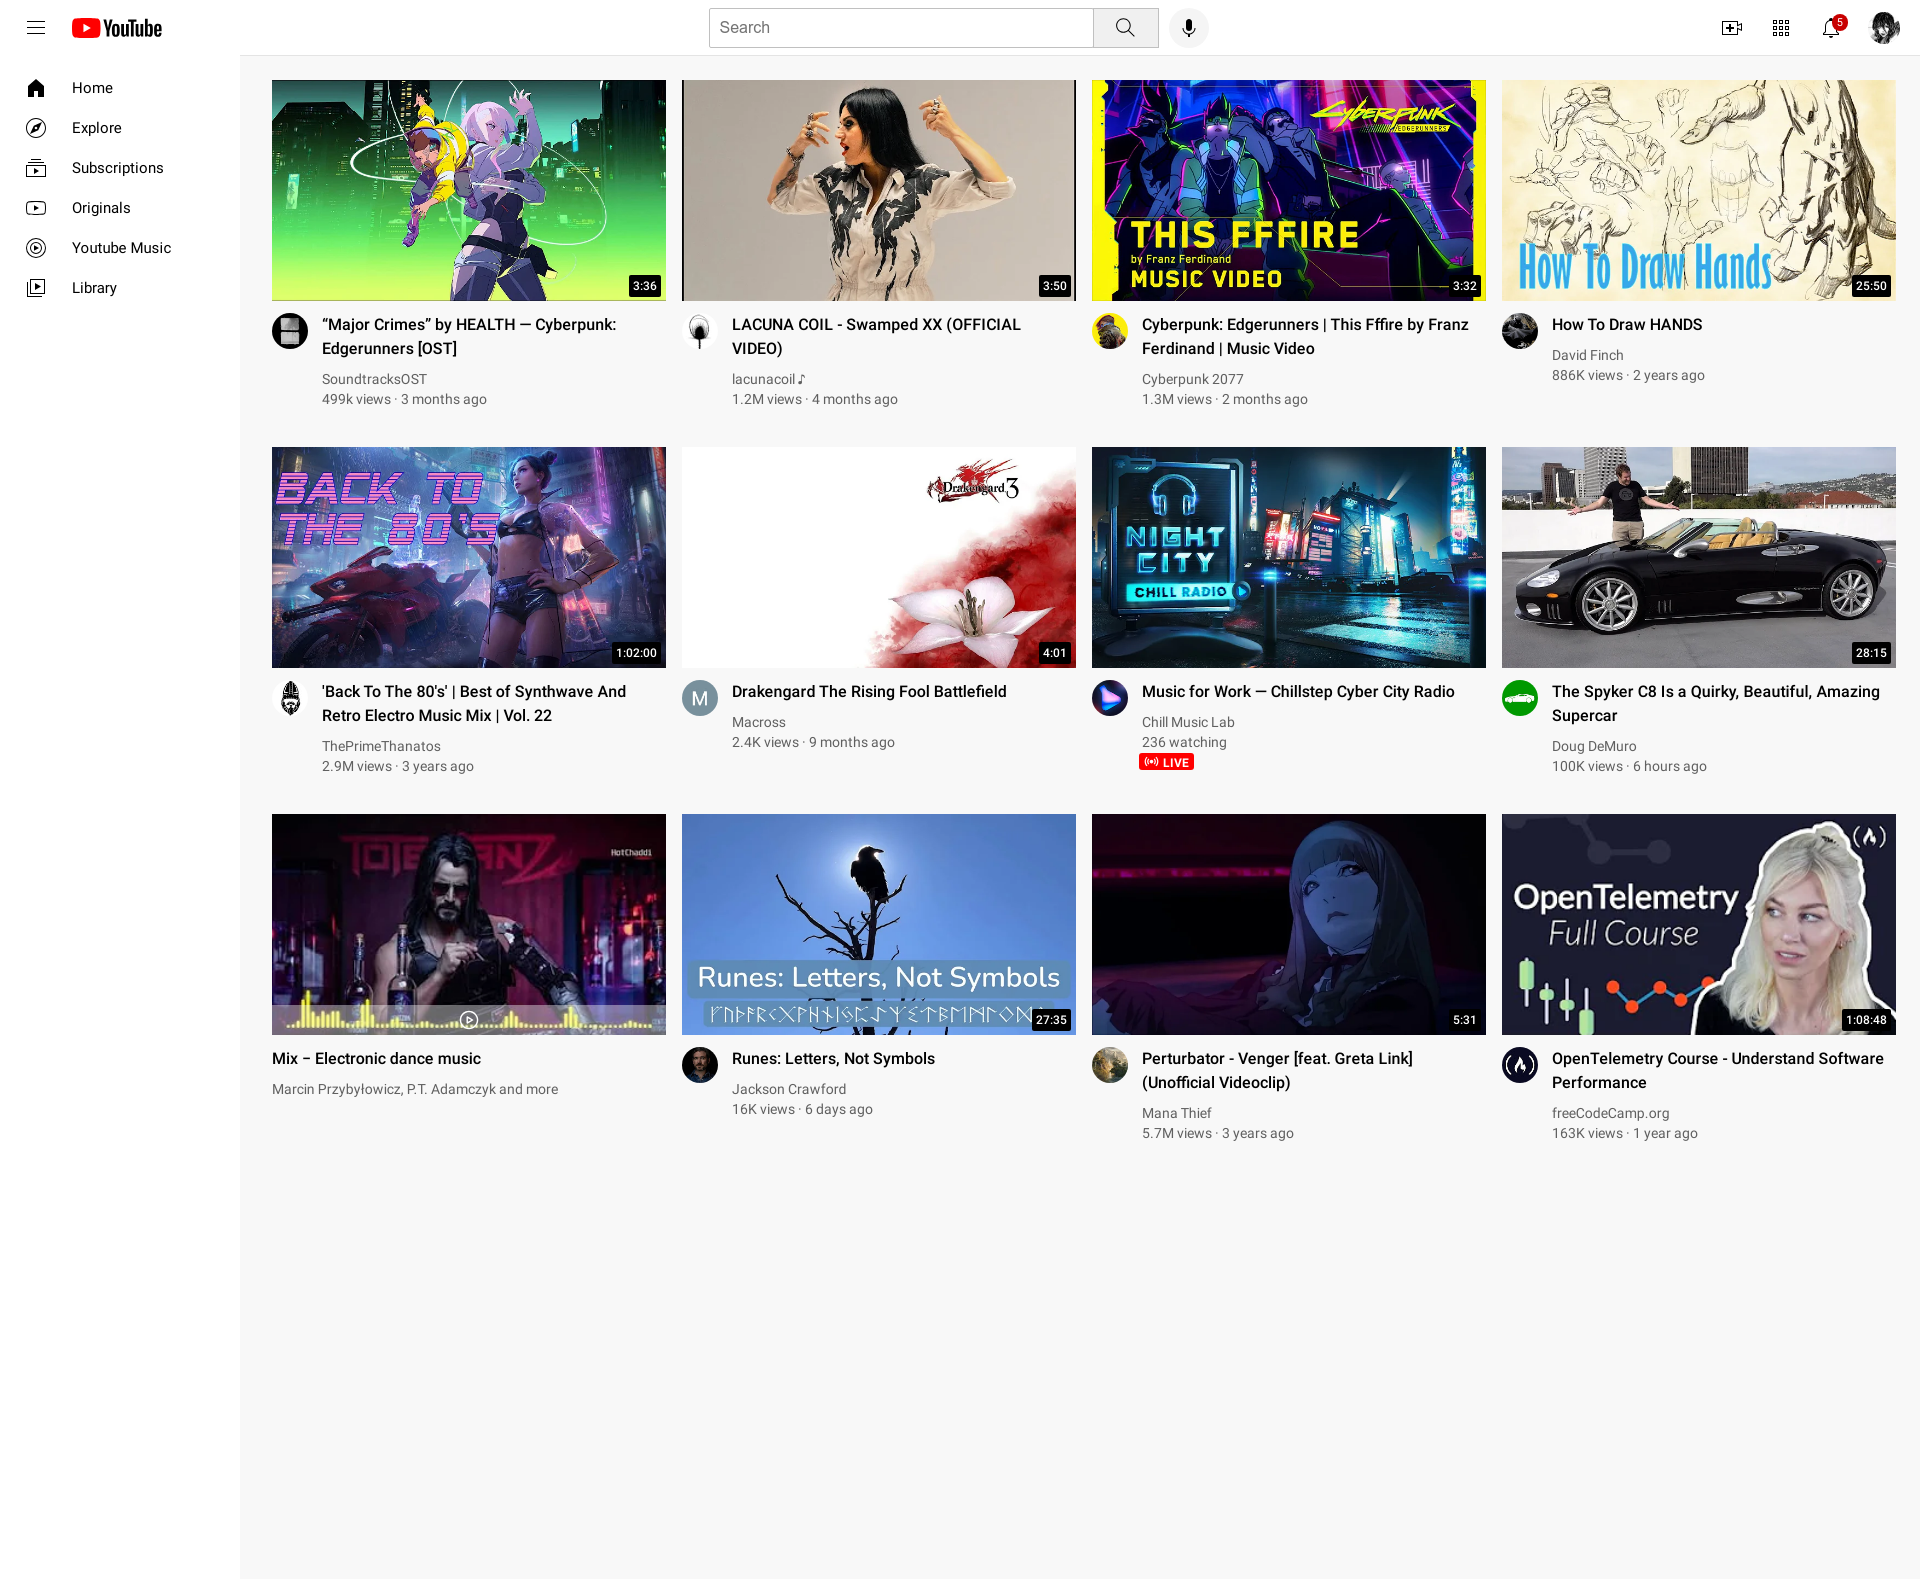 YouTube
Search
5
Home
Explore
Subscriptions
Originals
Youtube Music
Library
3:36
“Major Crimes” by HEALTH — Cyberpunk:
Edgerunners [OST]
SoundtracksOST
499k views · 3 months ago
3:50
LACUNA COIL - Swamped XX (OFFICIAL
VIDEO)
lacunacoil ♪
1.2M views · 4 months ago
Cyberpunk
EDGERUNNERS
THIS FFFIRE
by Franz Ferdinand
MUSIC VIDEO
3:32
Cyberpunk: Edgerunners | This Fffire by Franz
Ferdinand | Music Video
Cyberpunk 2077
1.3M views · 2 months ago
How To Draw Hands
25:50
How To Draw HANDS
David Finch
886K views · 2 years ago
BACK TO
THE 80'S
1:02:00
'Back To The 80's' | Best of Synthwave And
Retro Electro Music Mix | Vol. 22
ThePrimeThanatos
2.9M views · 3 years ago
Drakengard 3
4:01
M
Drakengard The Rising Fool Battlefield
Macross
2.4K views · 9 months ago
NIGHT
CITY
CHILL RADIO
Music for Work — Chillstep Cyber City Radio
Chill Music Lab
236 watching
LIVE
28:15
The Spyker C8 Is a Quirky, Beautiful, Amazing
Supercar
Doug DeMuro
100K views · 6 hours ago
TOTENTANZ
HotChaddi
Mix – Electronic dance music
Marcin Przybyłowicz, P.T. Adamczyk and more
Runes: Letters, Not Symbols
27:35
Runes: Letters, Not Symbols
Jackson Crawford
16K views · 6 days ago
5:31
Perturbator - Venger [feat. Greta Link]
(Unofficial Videoclip)
Mana Thief
5.7M views · 3 years ago
OpenTelemetry
Full Course
1:08:48
OpenTelemetry Course - Understand Software
Performance
freeCodeCamp.org
163K views · 1 year ago